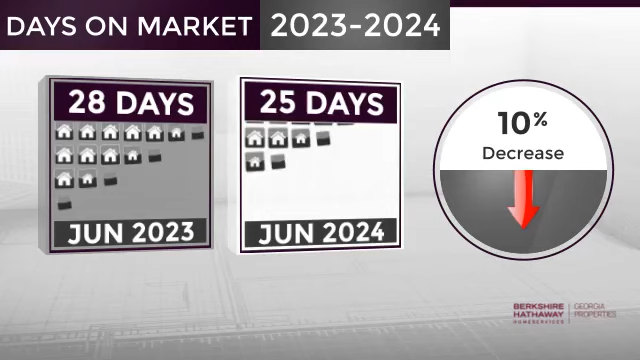 DAYS ON MARKET 2023-2024
28 DAYS
JUN 2023
25 DAYS
JUN 2024
10%
Decrease
BERKSHIRE
HATHAWAY
HOMESERVICES
GEORGIA
PROPERTIES